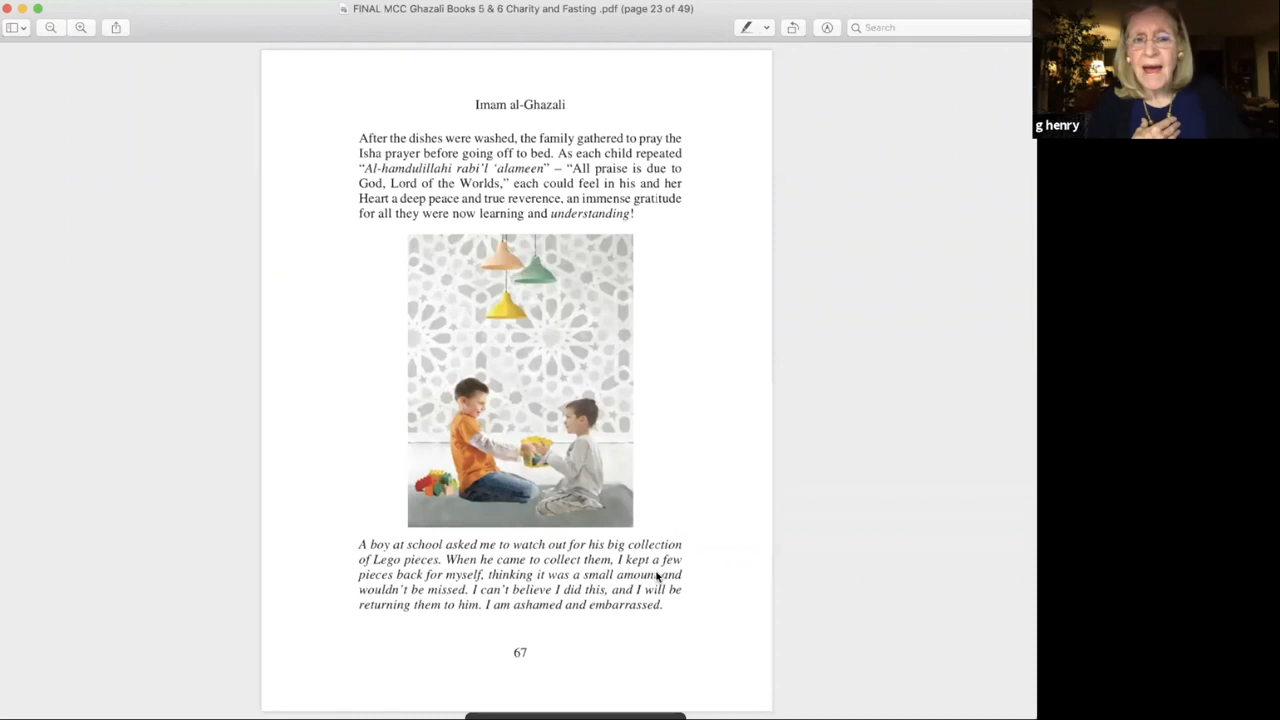 FINAL MCC Ghazali Books 5 & 6 Charity and Fasting .pdf (page 23 of 49)
Search
g henry
Imam al-Ghazali
After the dishes were washed, the family gathered to pray the
Isha prayer before going off to bed. As each child repeated
“Al-hamdulillahi rabi’l ‘alameen” – “All praise is due to
God, Lord of the Worlds,” each could feel in his and her
Heart a deep peace and true reverence, an immense gratitude
for all they were now learning and understanding!
A boy at school asked me to watch out for his big collection
of Lego pieces. When he came to collect them, I kept a few
pieces back for myself, thinking it was a small amount and
wouldn’t be missed. I can’t believe I did this, and I will be
returning them to him. I am ashamed and embarrassed.
67